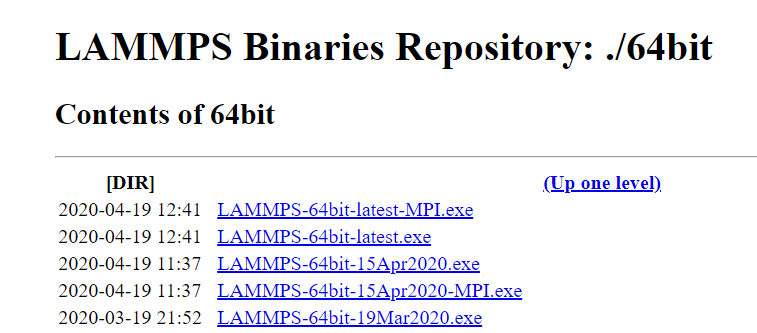 LAMMPS Binaries Repository: ./64bit
Contents of 64bit
[DIR] (Up one level)
2020-04-19 12:41 LAMMPS-64bit-latest-MPI.exe
2020-04-19 12:41 LAMMPS-64bit-latest.exe
2020-04-19 11:37 LAMMPS-64bit-15Apr2020.exe
2020-04-19 11:37 LAMMPS-64bit-15Apr2020-MPI.exe
2020-03-19 21:52 LAMMPS-64bit-19Mar2020.exe